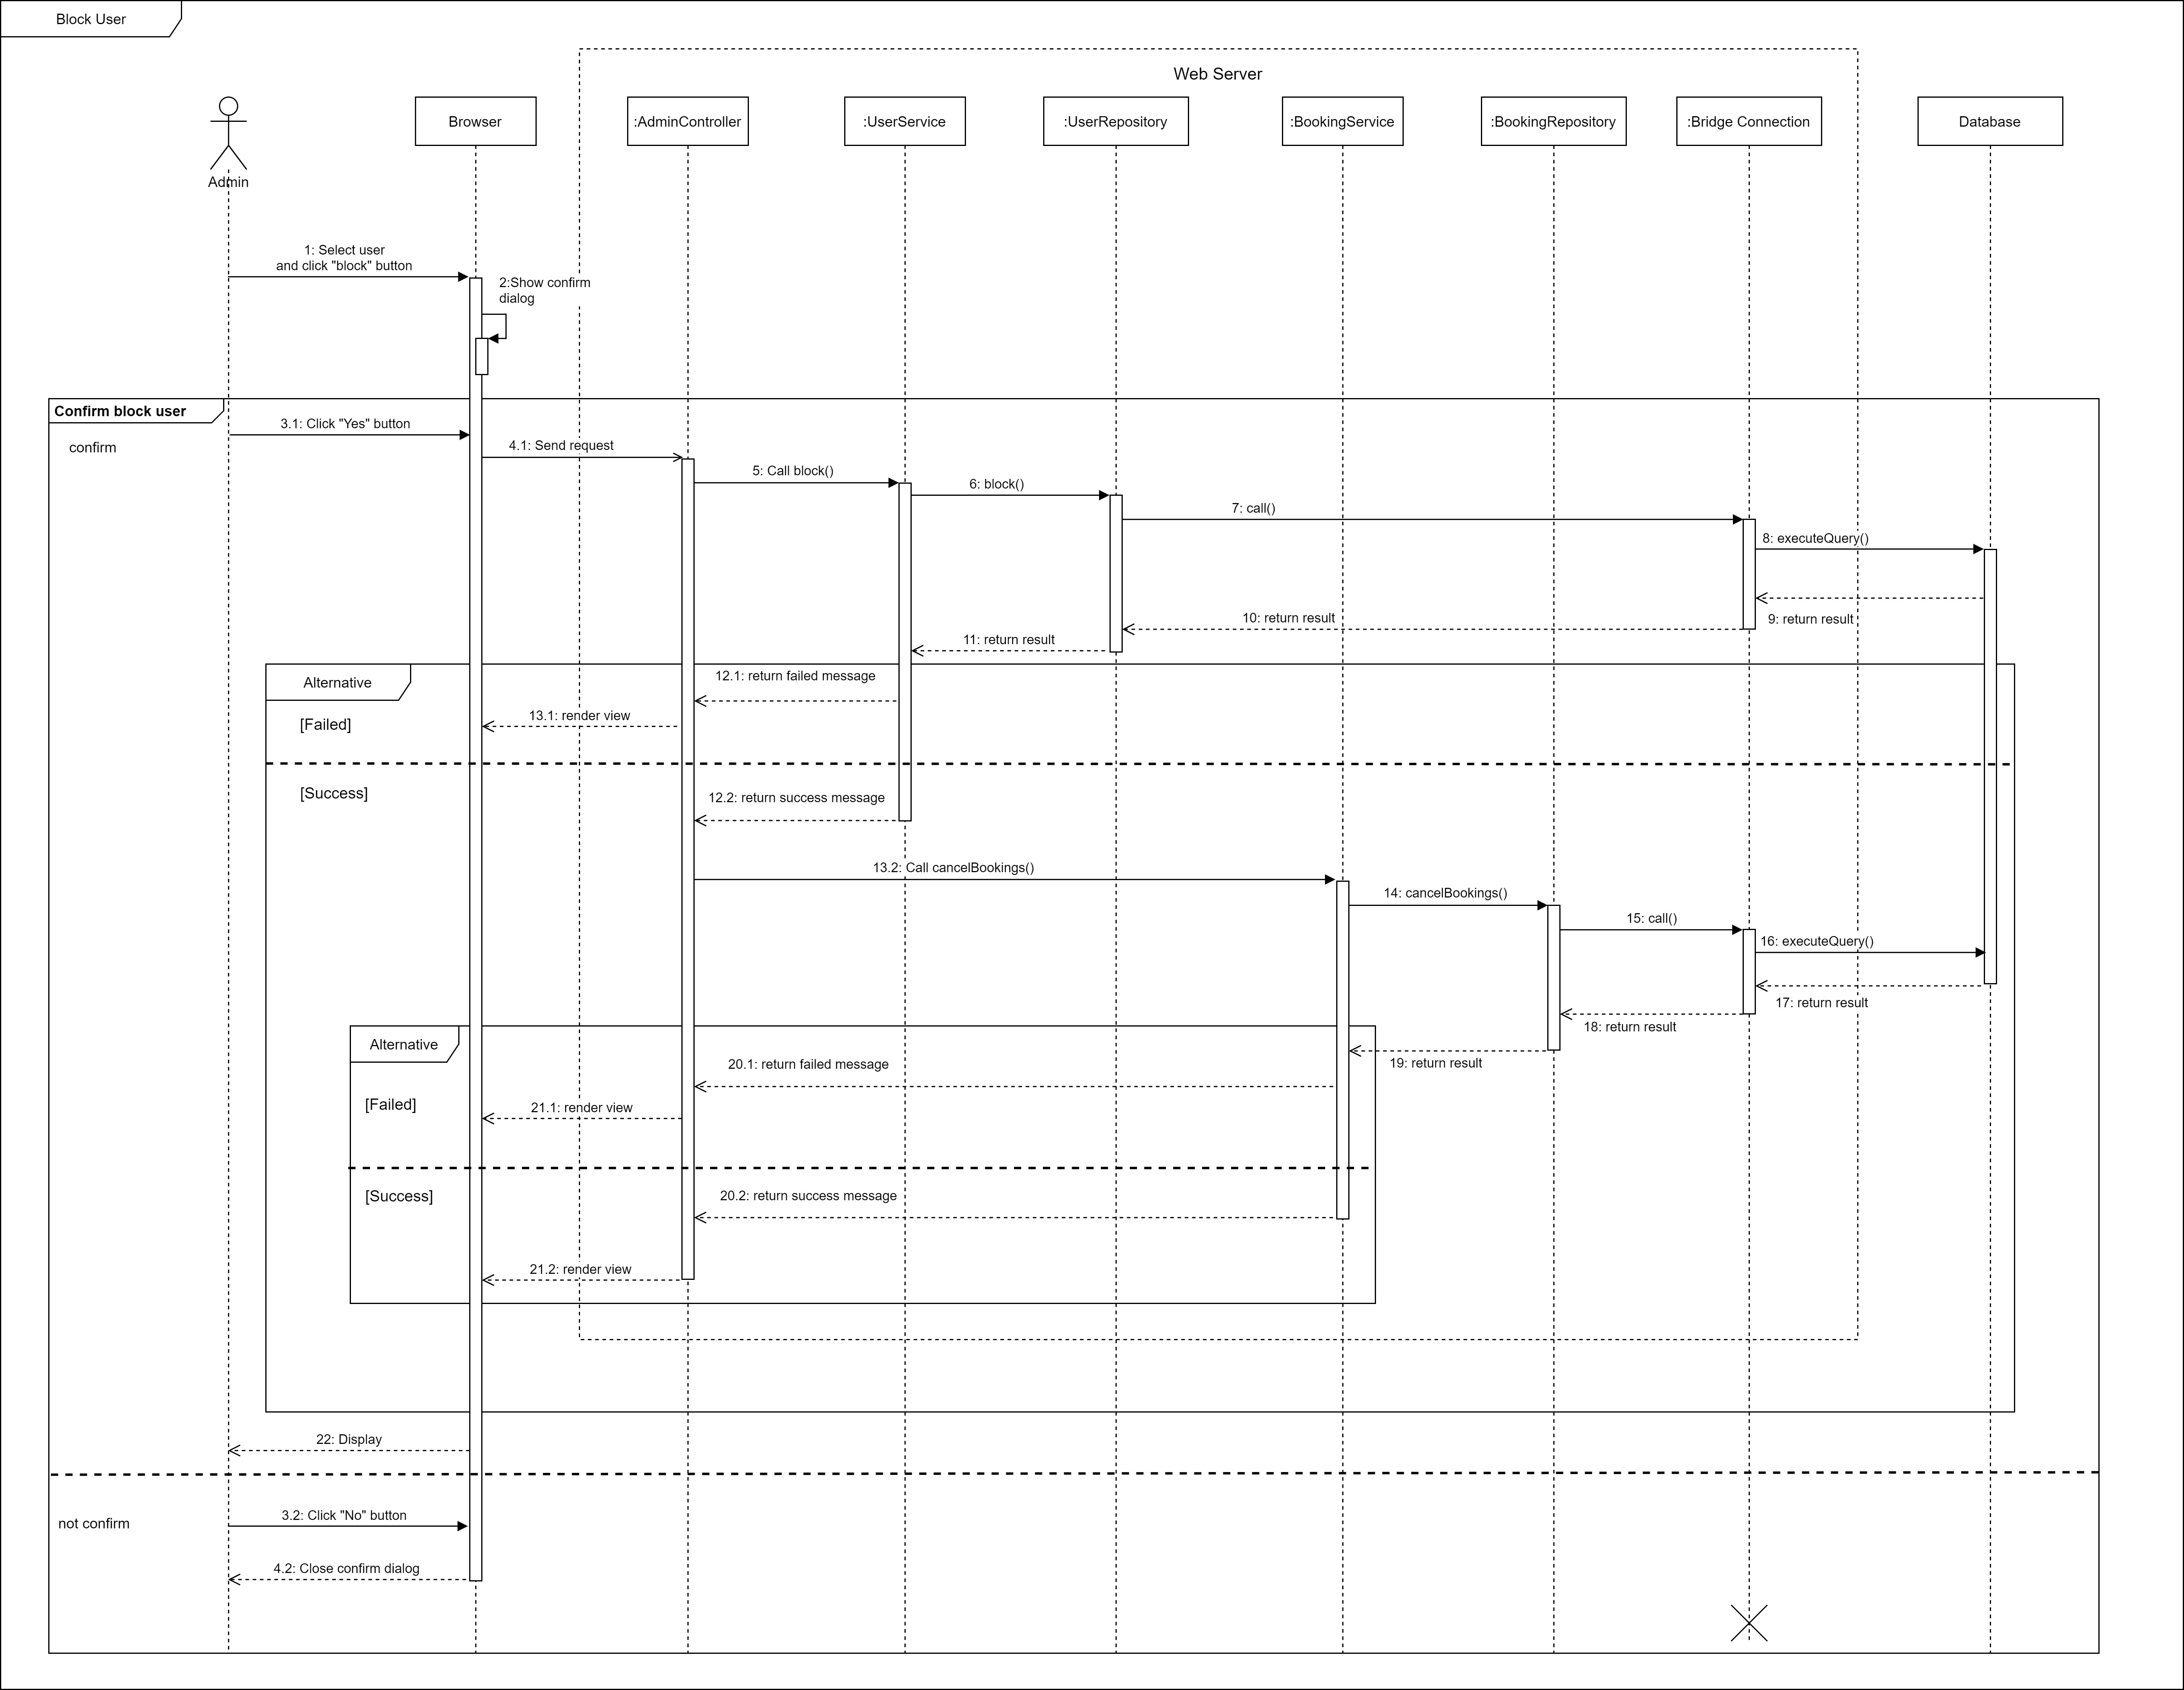 Block User
Web Server
Admin
Browser
:AdminController
:UserService
:UserRepository
:BookingService
:BookingRepository
:Bridge Connection
Database
1: Select user
and click "block" button
2:Show confirm
dialog
Confirm block user
confirm
3.1: Click "Yes" button
4.1: Send request
5: Call block()
6: block()
7: call()
8: executeQuery()
9: return result
10: return result
11: return result
Alternative
[Failed]
12.1: return failed message
13.1: render view
[Success]
12.2: return success message
13.2: Call cancelBookings()
14: cancelBookings()
15: call()
16: executeQuery()
17: return result
18: return result
19: return result
Alternative
[Failed]
20.1: return failed message
21.1: render view
[Success]
20.2: return success message
21.2: render view
22: Display
not confirm
3.2: Click "No" button
4.2: Close confirm dialog